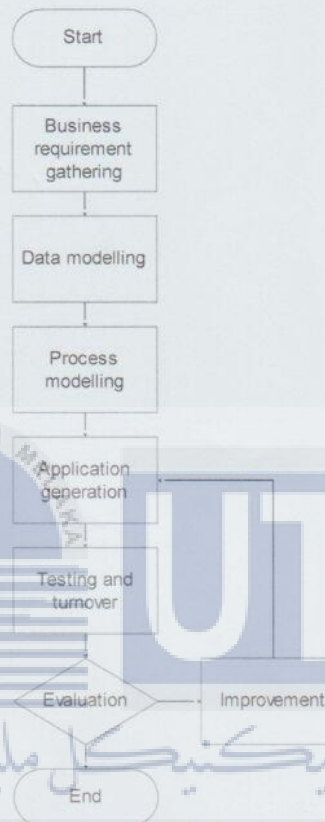 Start
Business
requirement
gathering
Data modelling
Process
modelling
Application
generation
Testing and
turnover
Evaluation
Improvement
End